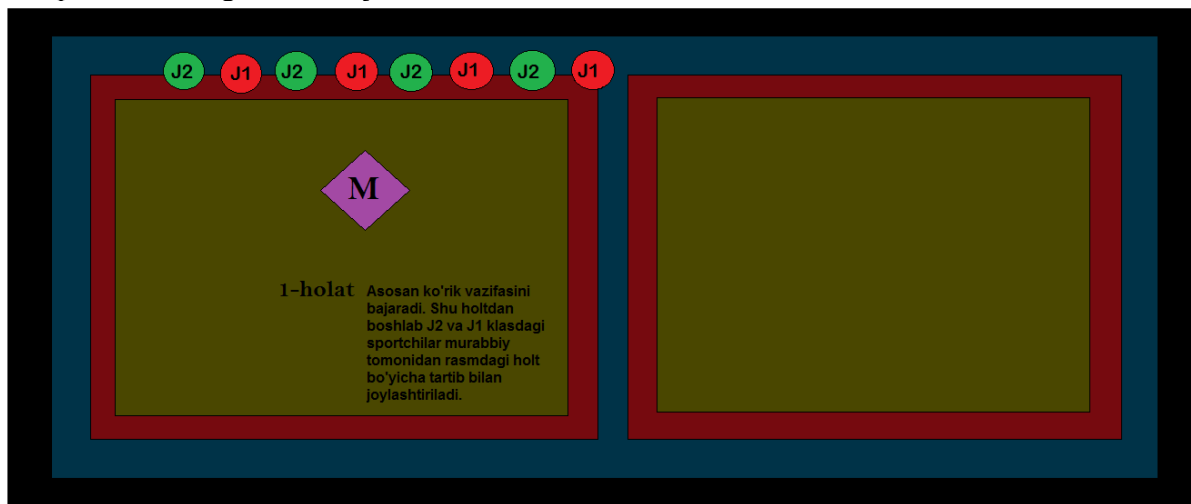 J2 J1 J2 J1 J2 J1 J2 J1
M
1-holat Asosan ko'rik vazifasini
bajaradi. Shu holtdan
boshlab J2 va J1 klasdagi
sportchilar murabbiy
tomonidan rasmdagi holt
bo'yicha tartib bilan
joylashtiriladi.